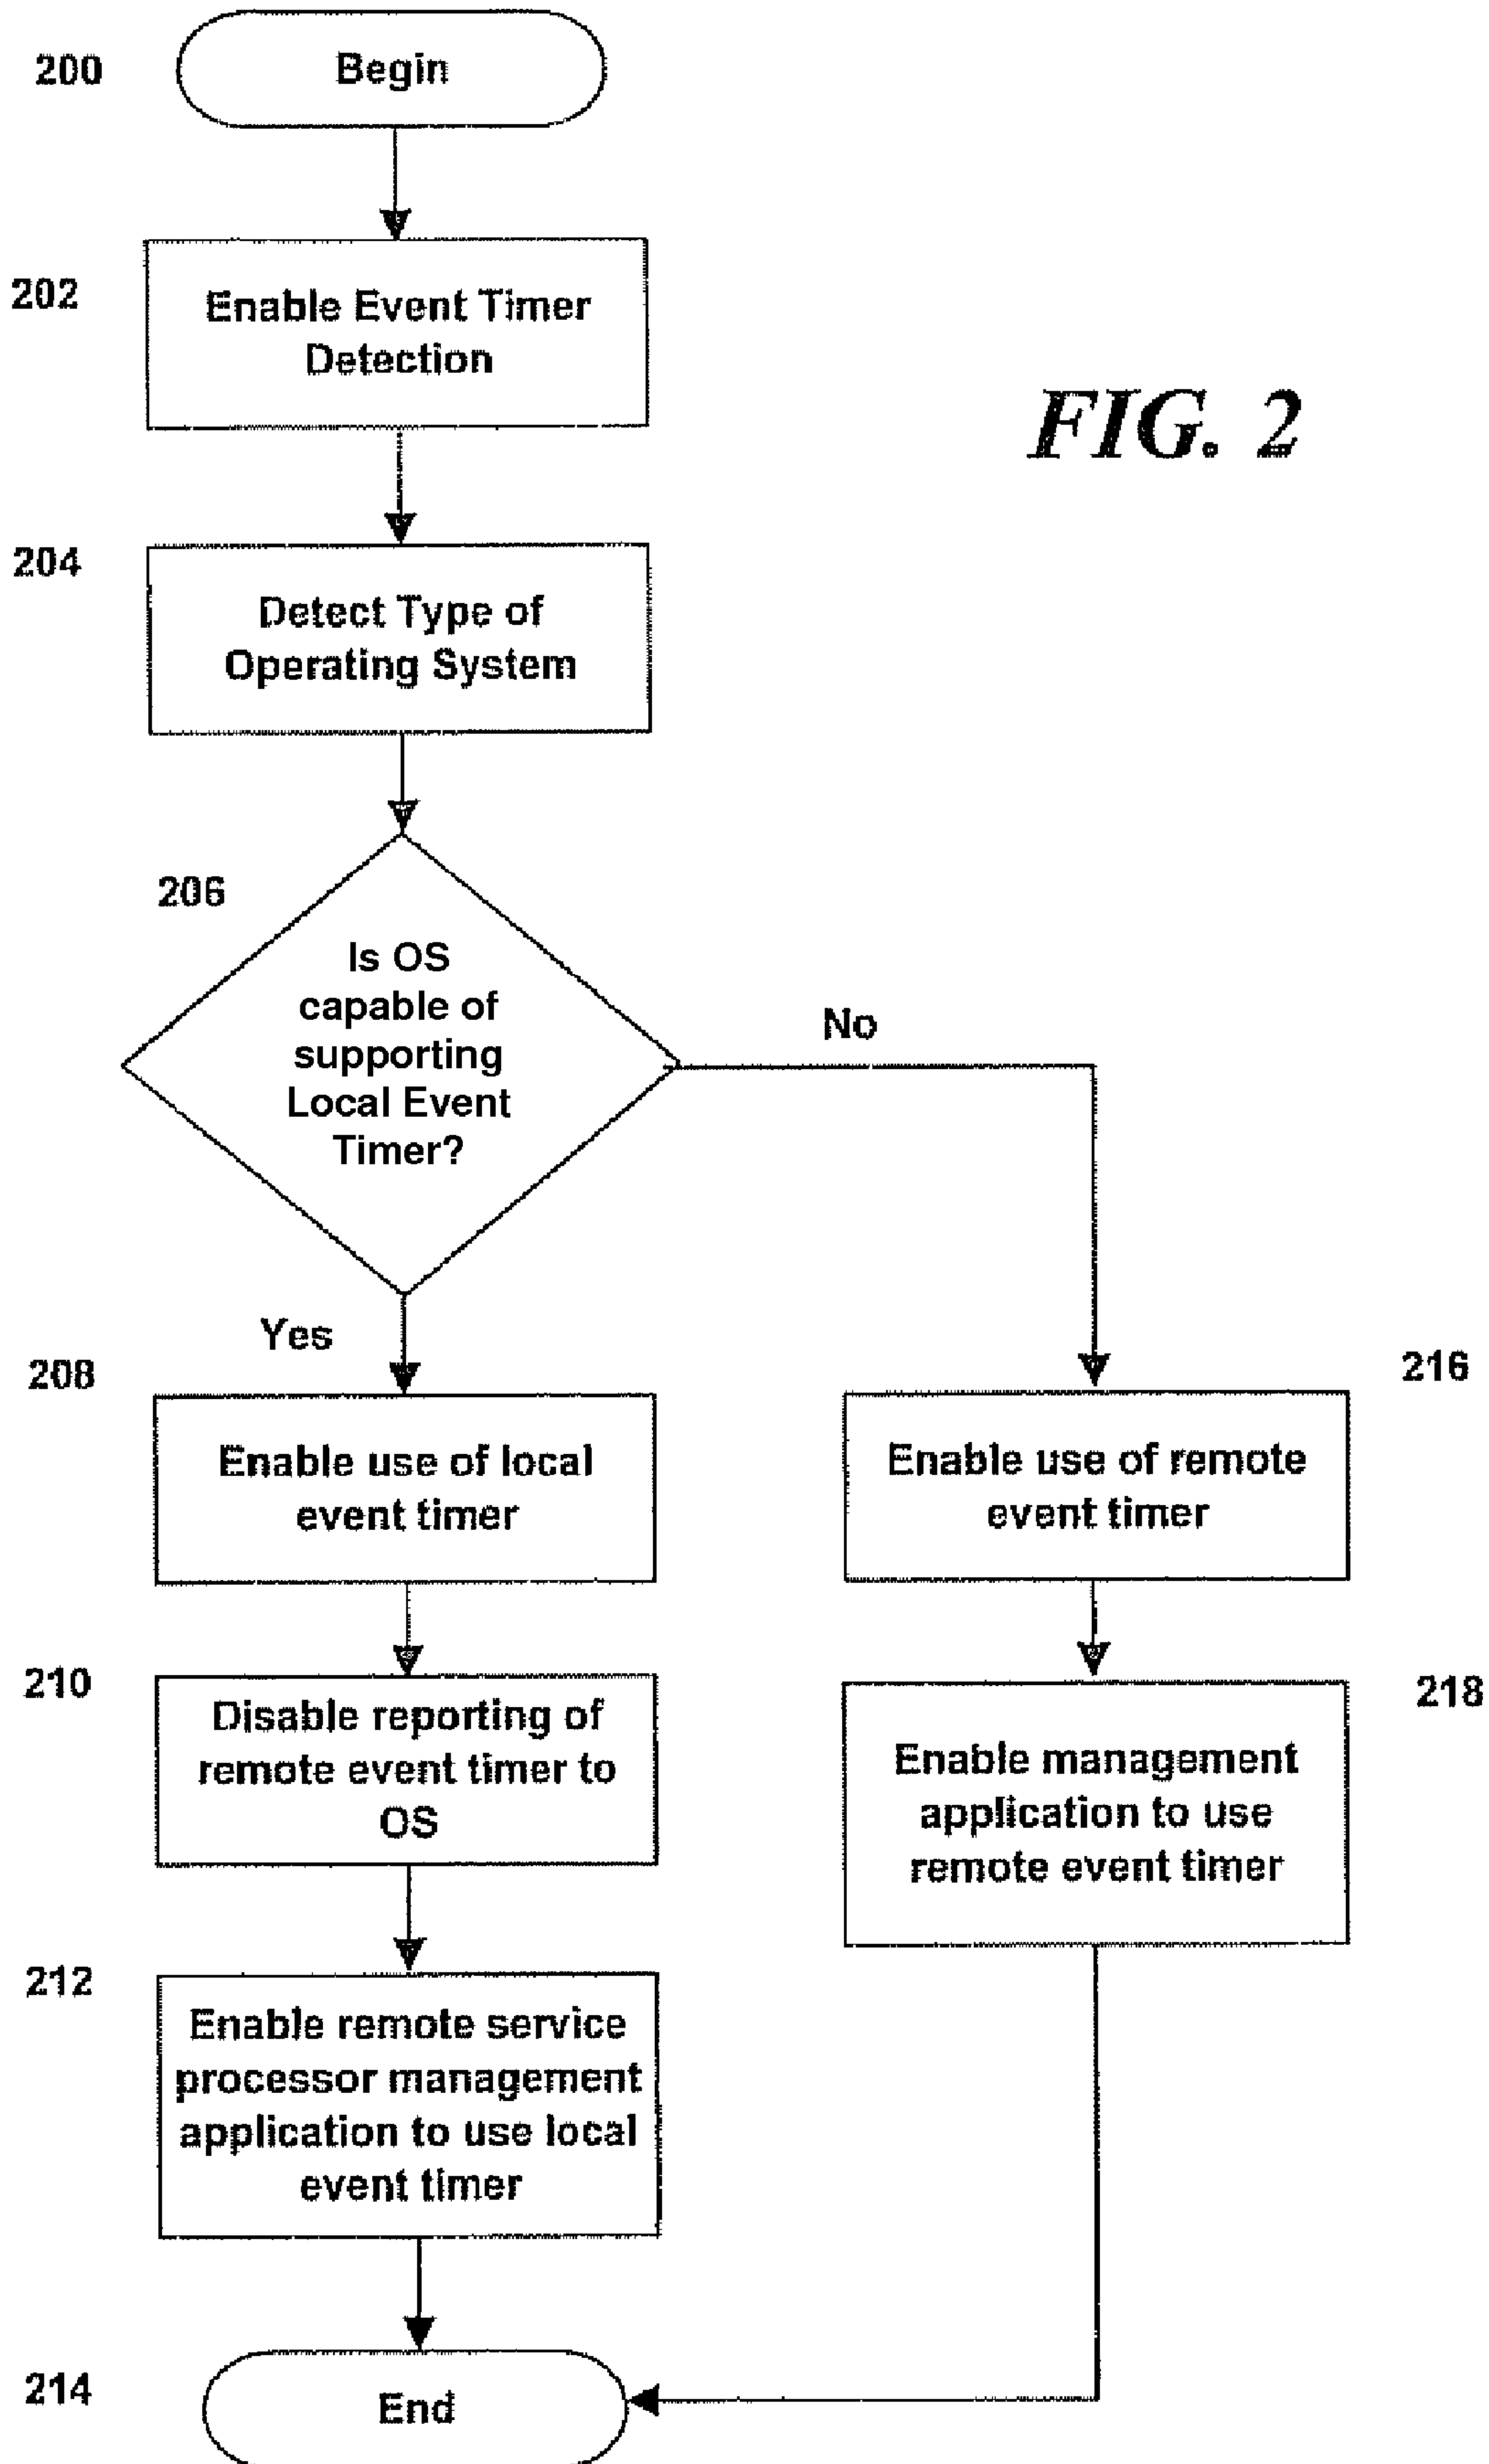 200
Begin
202
Enable Event Timer
Detection
FIG. 2
204
Detect Type of
Operating System
206
Is OS
capable of
supporting
Local Event
Timer?
No
Yes
208
Enable use of local
event timer
216
Enable use of remote
event timer
210
Disable reporting of
remote event timer to
OS
218
Enable management
application to use
remote event timer
212
Enable remote service
processor management
application to use local
event timer
214
End